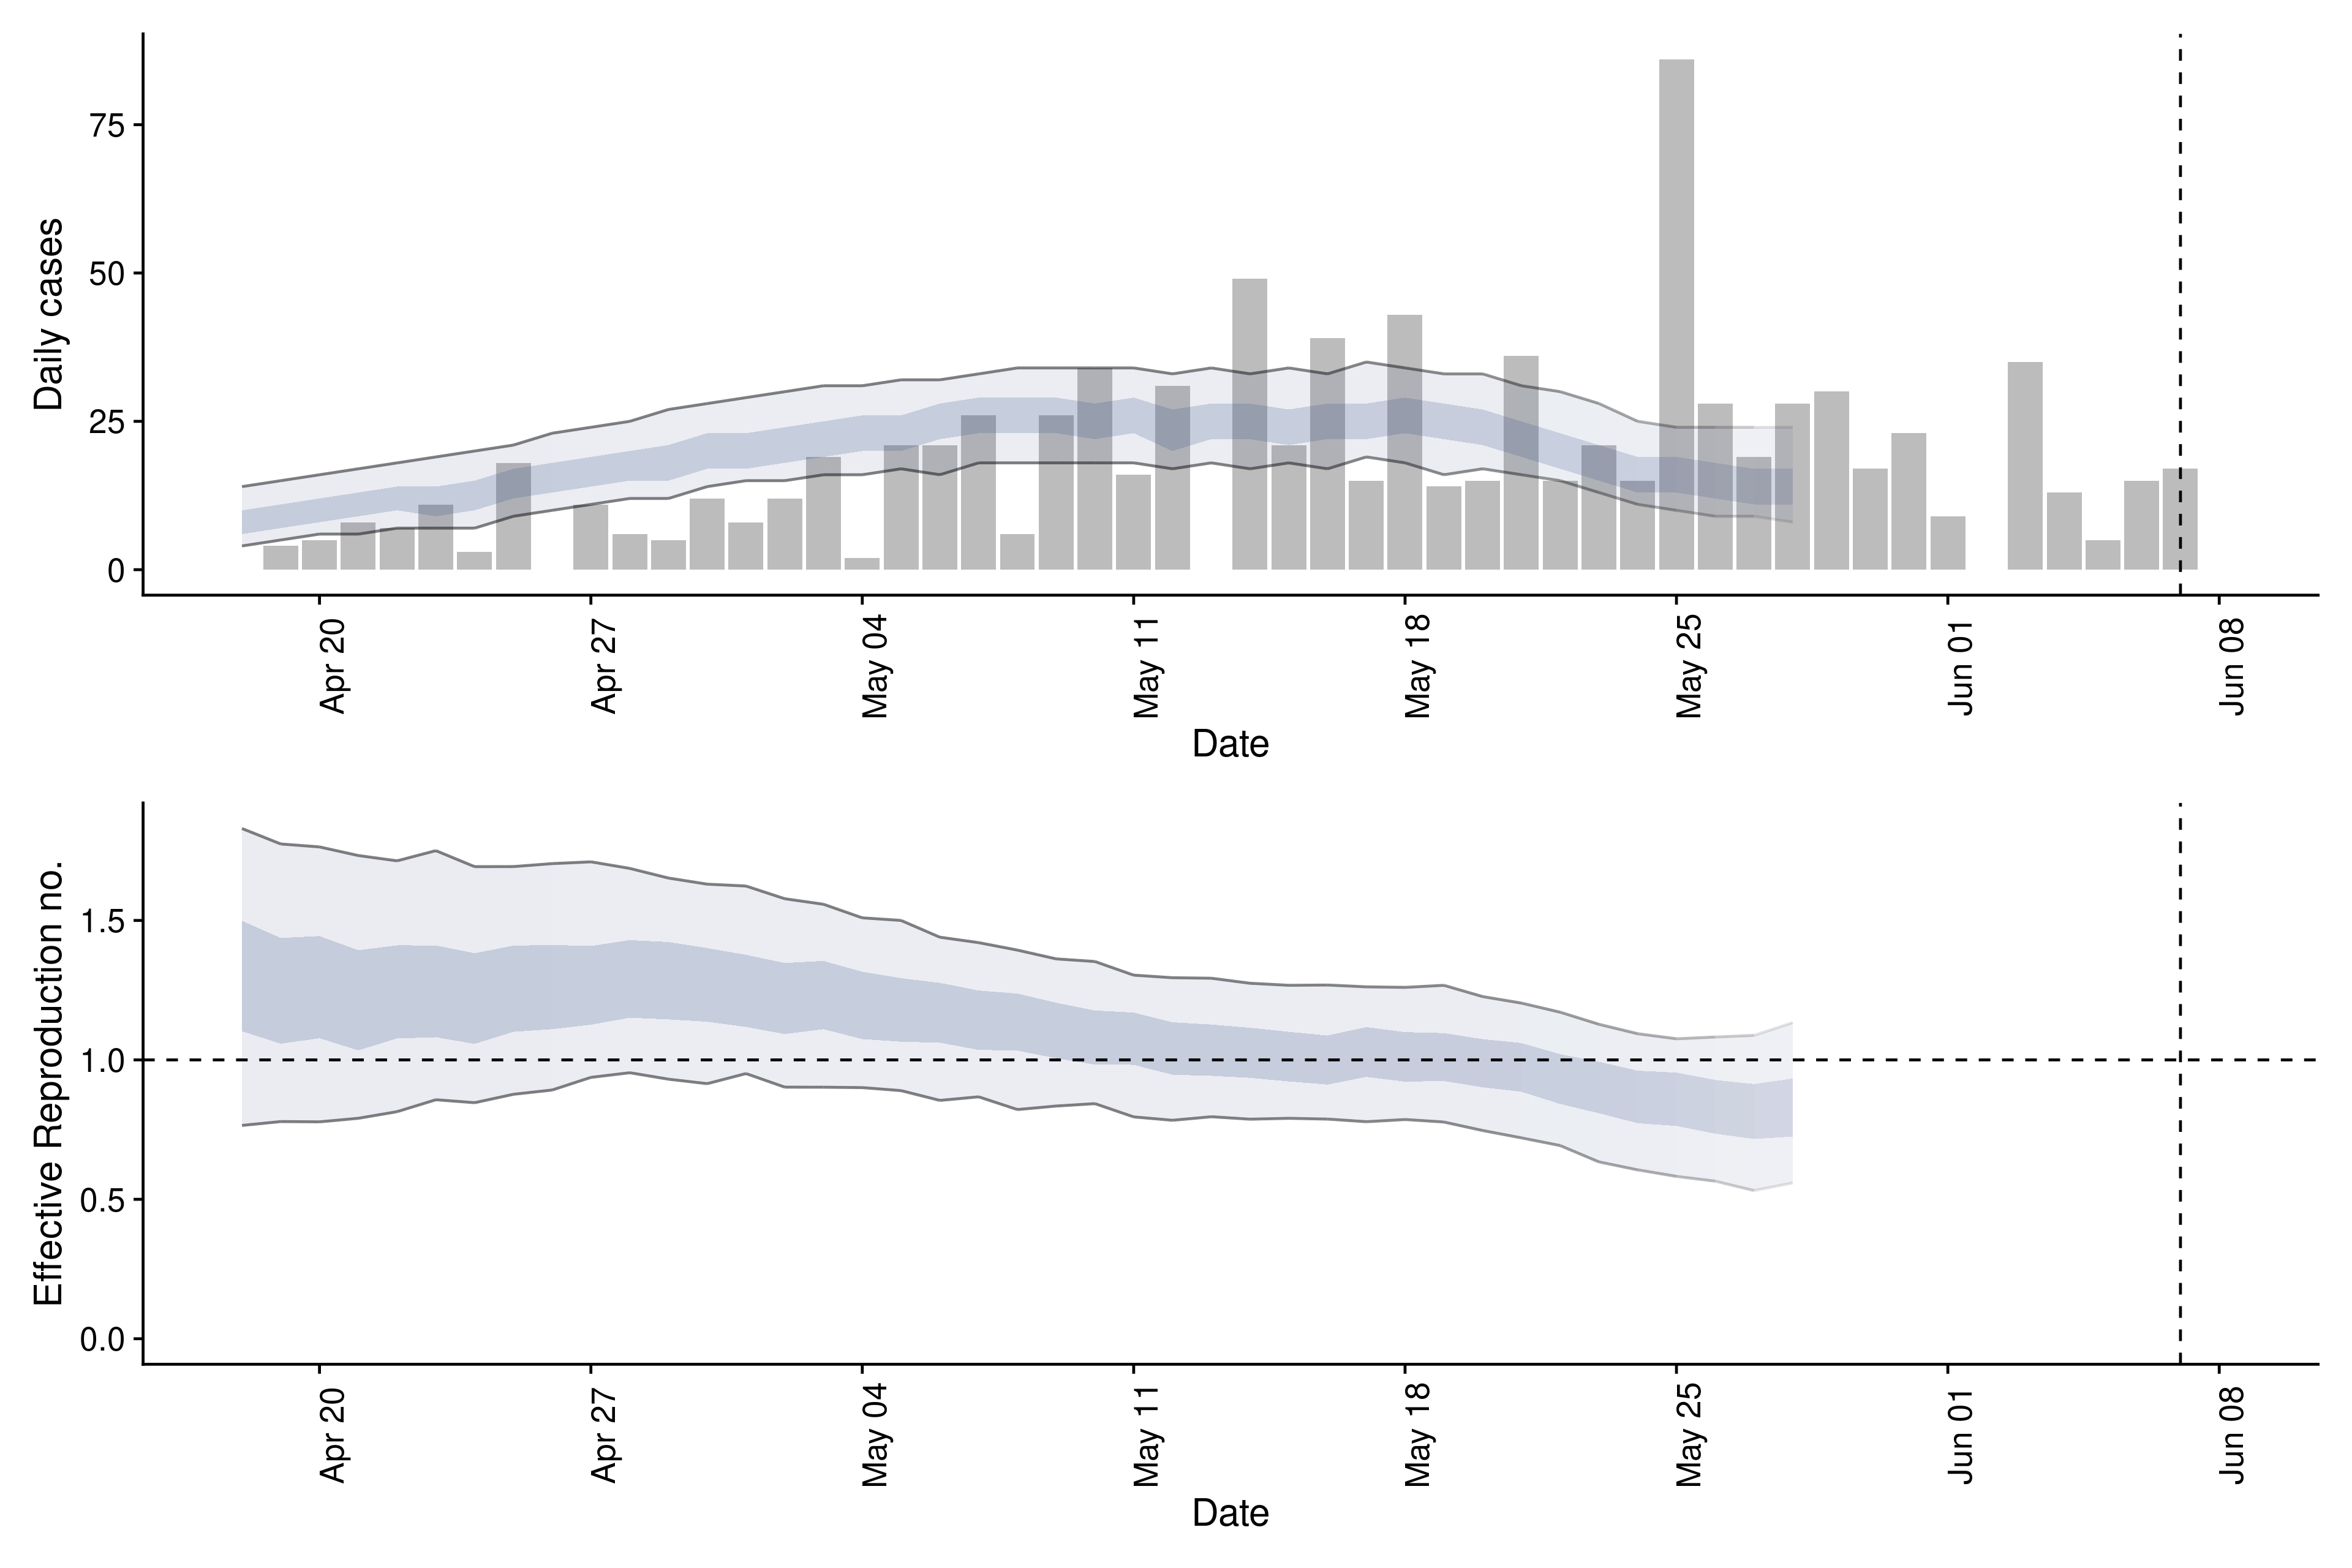 Daily cases
75
50
25
0
Apr 20
Apr 27
May 04
May 11
May 18
May 25
Jun 01
Jun 08
Date
Effective Reproduction no.
1.5
1.0
0.5
0.0
Apr 20
Apr 27
May 04
May 11
May 18
May 25
Jun 01
Jun 08
Date